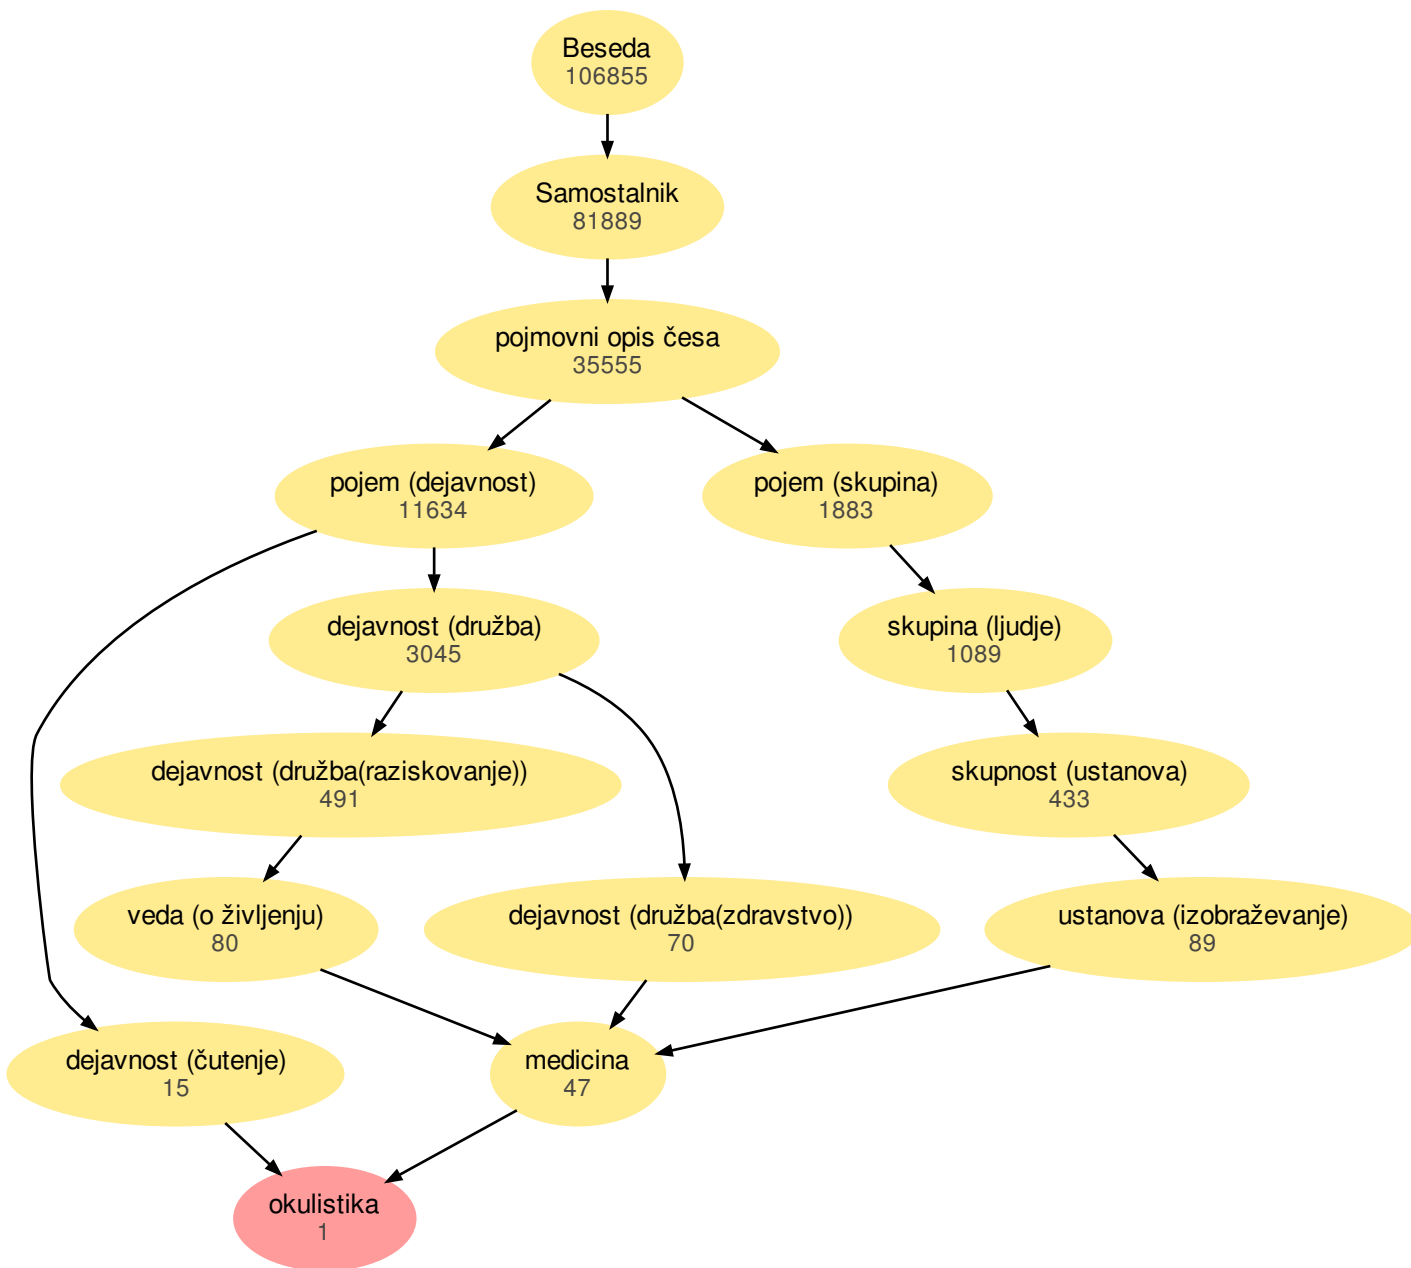 Beseda
106855
Samostalnik
81889
pojmovni opis česa
35555
pojem (dejavnost)
11634
pojem (skupina)
1883
dejavnost (družba)
3045
skupina (ljudje)
1089
dejavnost (družba(raziskovanje))
491
skupnost (ustanova)
433
veda (o življenju)
80
dejavnost (družba(zdravstvo))
70
ustanova (izobraževanje)
89
dejavnost (čutenje)
15
medicina
47
okulistika
1